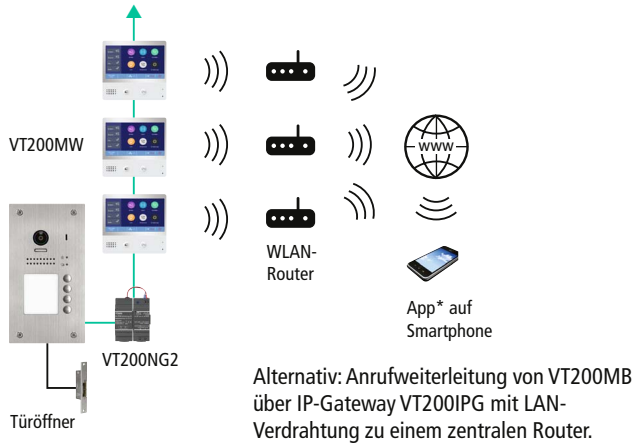 VT200MW
www
WLAN-
Router
App* auf
Smartphone
VT200NG2
Türöffner
Alternativ: Anrufweiterleitung von VT200MB
über IP-Gateway VT200IPG mit LAN-
Verdrahtung zu einem zentralen Router.